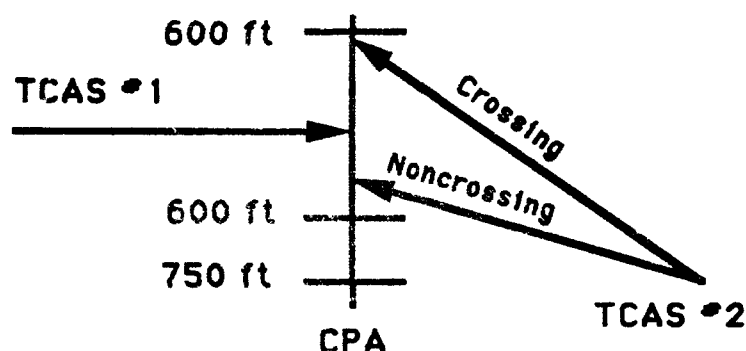 600 ft
TCAS #1
Crossing
Noncrossing
600 ft
750 ft
TCAS #2
CPA